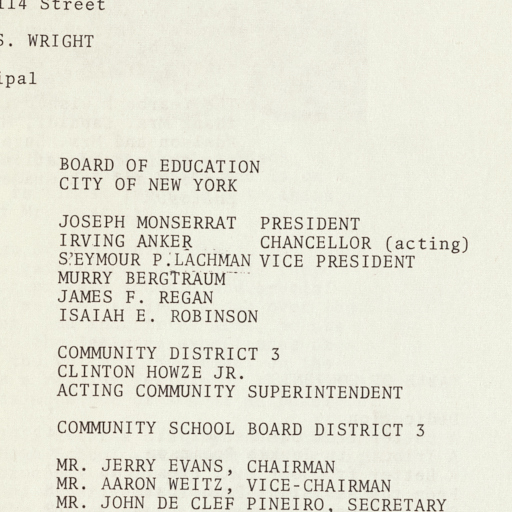 114 Street
S. WRIGHT
ipal
BOARD OF EDUCATION
CITY OF NEW YORK
JOSEPH MONSERRAT PRESIDENT
IRVING ANKER CHANCELLOR (acting)
S'EYMOUR P.LACHMAN VICE PRESIDENT
MURRY BERGTRAUM
JAMES F. REGAN
ISAIAH E. ROBINSON
COMMUNITY DISTRICT 3
CLINTON HOWZE JR.
ACTING COMMUNITY SUPERINTENDENT
COMMUNITY SCHOOL BOARD DISTRICT 3
MR. JERRY EVANS, CHAIRMAN
MR. AARON WEITZ, VICE-CHAIRMAN
MR. JOHN DE CLEF PINEIRO, SECRETARY